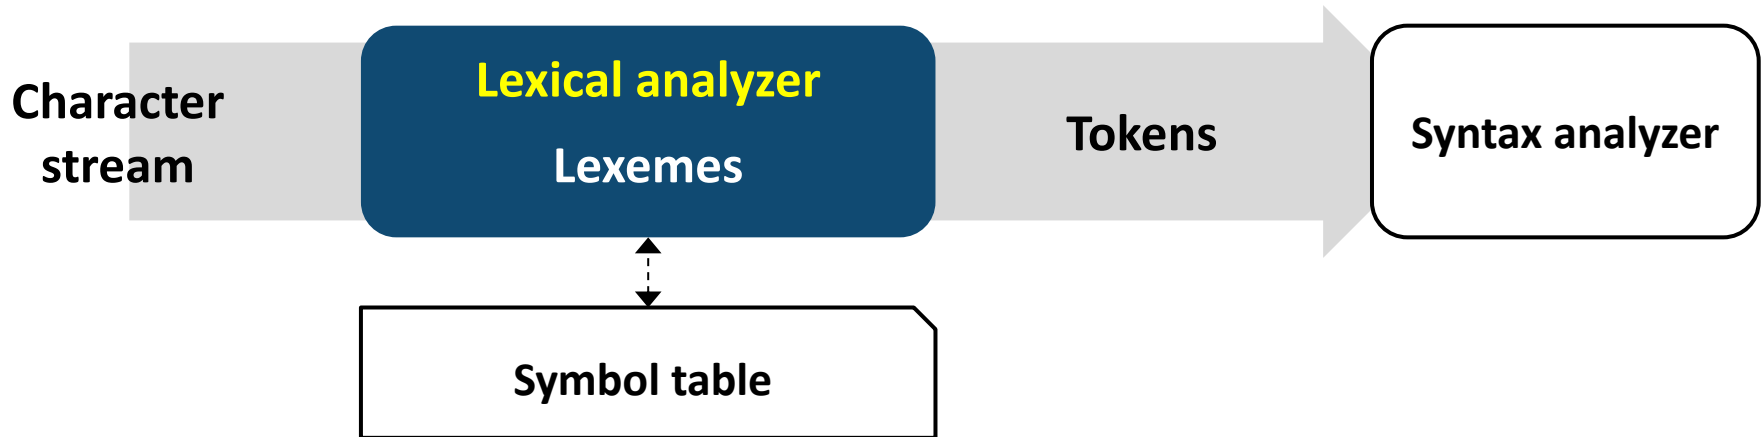 Character
stream
Lexical analyzer
Lexemes
Tokens
Syntax analyzer
Symbol table